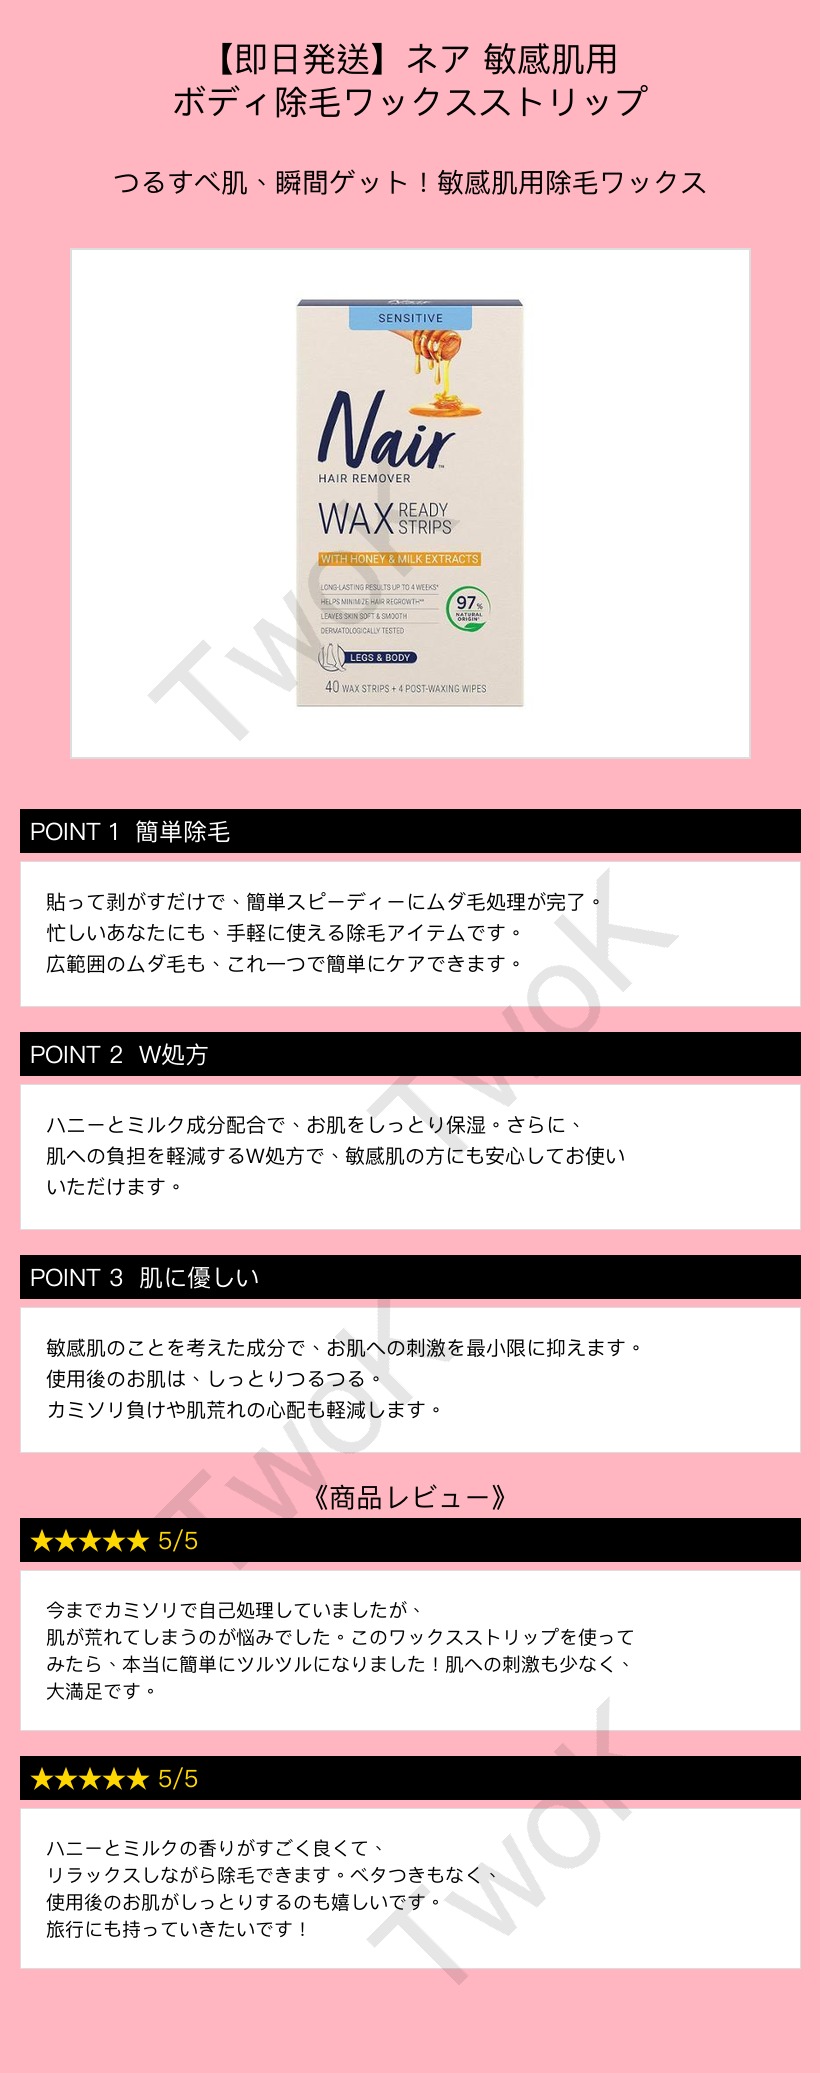 【即日発送】ネア 敏感肌用
ボディ除毛ワックスストリップ
つるすべ肌、瞬間ゲット！敏感肌用除毛ワックス
Nair
SENSITIVE
Nair™
HAIR REMOVER
WAX READY STRIPS
WITH HONEY & MILK EXTRACTS
LONG-LASTING RESULTS UP TO 4 WEEKS*
HELPS MINIMIZE HAIR REGROWTH**
LEAVES SKIN SOFT & SMOOTH
DERMATOLOGICALLY TESTED
97%
NATURAL
ORIGIN*
LEGS & BODY
40 WAX STRIPS + 4 POST-WAXING WIPES
TwoK
POINT 1 簡単除毛
貼って剥がすだけで、簡単スピーディーにムダ毛処理が完了。
忙しいあなたにも、手軽に使える除毛アイテムです。
広範囲のムダ毛も、これ一つで簡単にケアできます。
TwoK
POINT 2 W処方
ハニーとミルク成分配合で、お肌をしっとり保湿。さらに、
肌への負担を軽減するW処方で、敏感肌の方にも安心してお使い
いただけます。
POINT 3 肌に優しい
敏感肌のことを考えた成分で、お肌への刺激を最小限に抑えます。
使用後のお肌は、しっとりつるつる。
カミソリ負けや肌荒れの心配も軽減します。
TwoK
《商品レビュー》
★★★★★ 5/5
今までカミソリで自己処理していましたが、
肌が荒れてしまうのが悩みでした。このワックスストリップを使って
みたら、本当に簡単にツルツルになりました！肌への刺激も少なく、
大満足です。
★★★★★ 5/5
ハニーとミルクの香りがすごく良くて、
リラックスしながら除毛できます。ベタつきもなく、
使用後のお肌がしっとりするのも嬉しいです。
旅行にも持っていきたいです！
TwoK